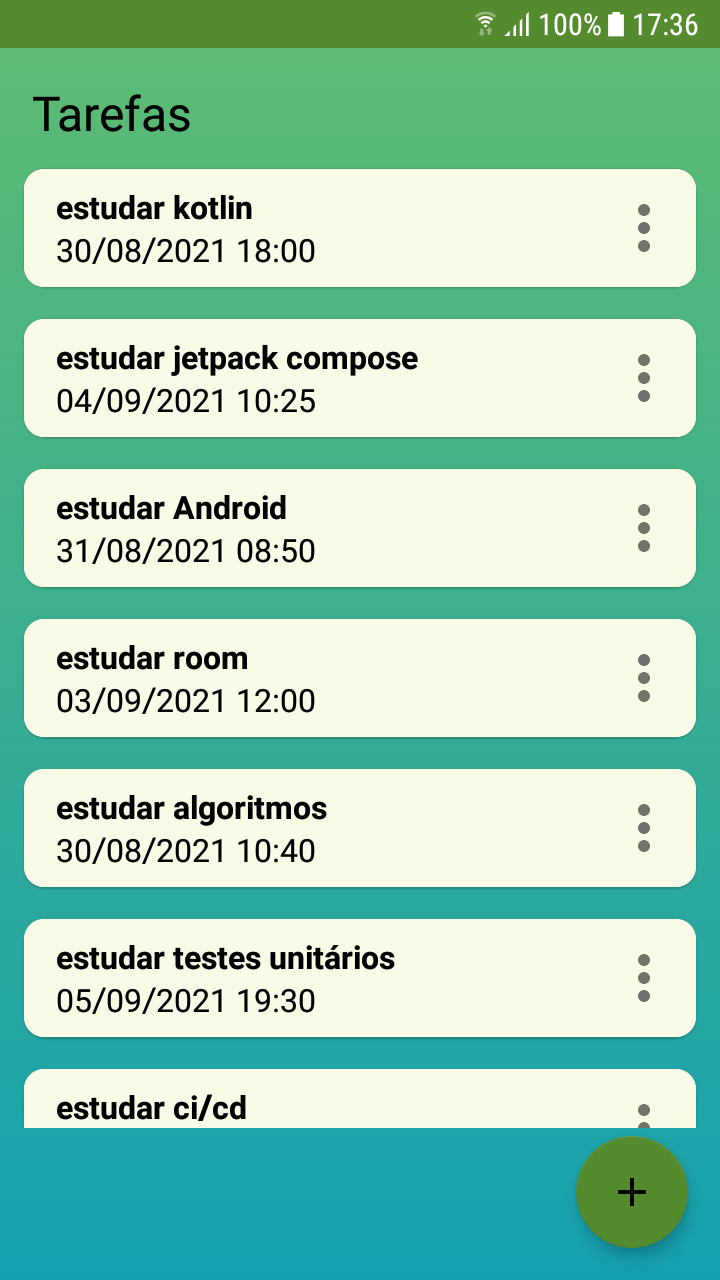 100% 17:36
Tarefas
estudar kotlin
30/08/2021 18:00
estudar jetpack compose
04/09/2021 10:25
estudar Android
31/08/2021 08:50
estudar room
03/09/2021 12:00
estudar algoritmos
30/08/2021 10:40
estudar testes unitários
05/09/2021 19:30
estudar ci/cd
+